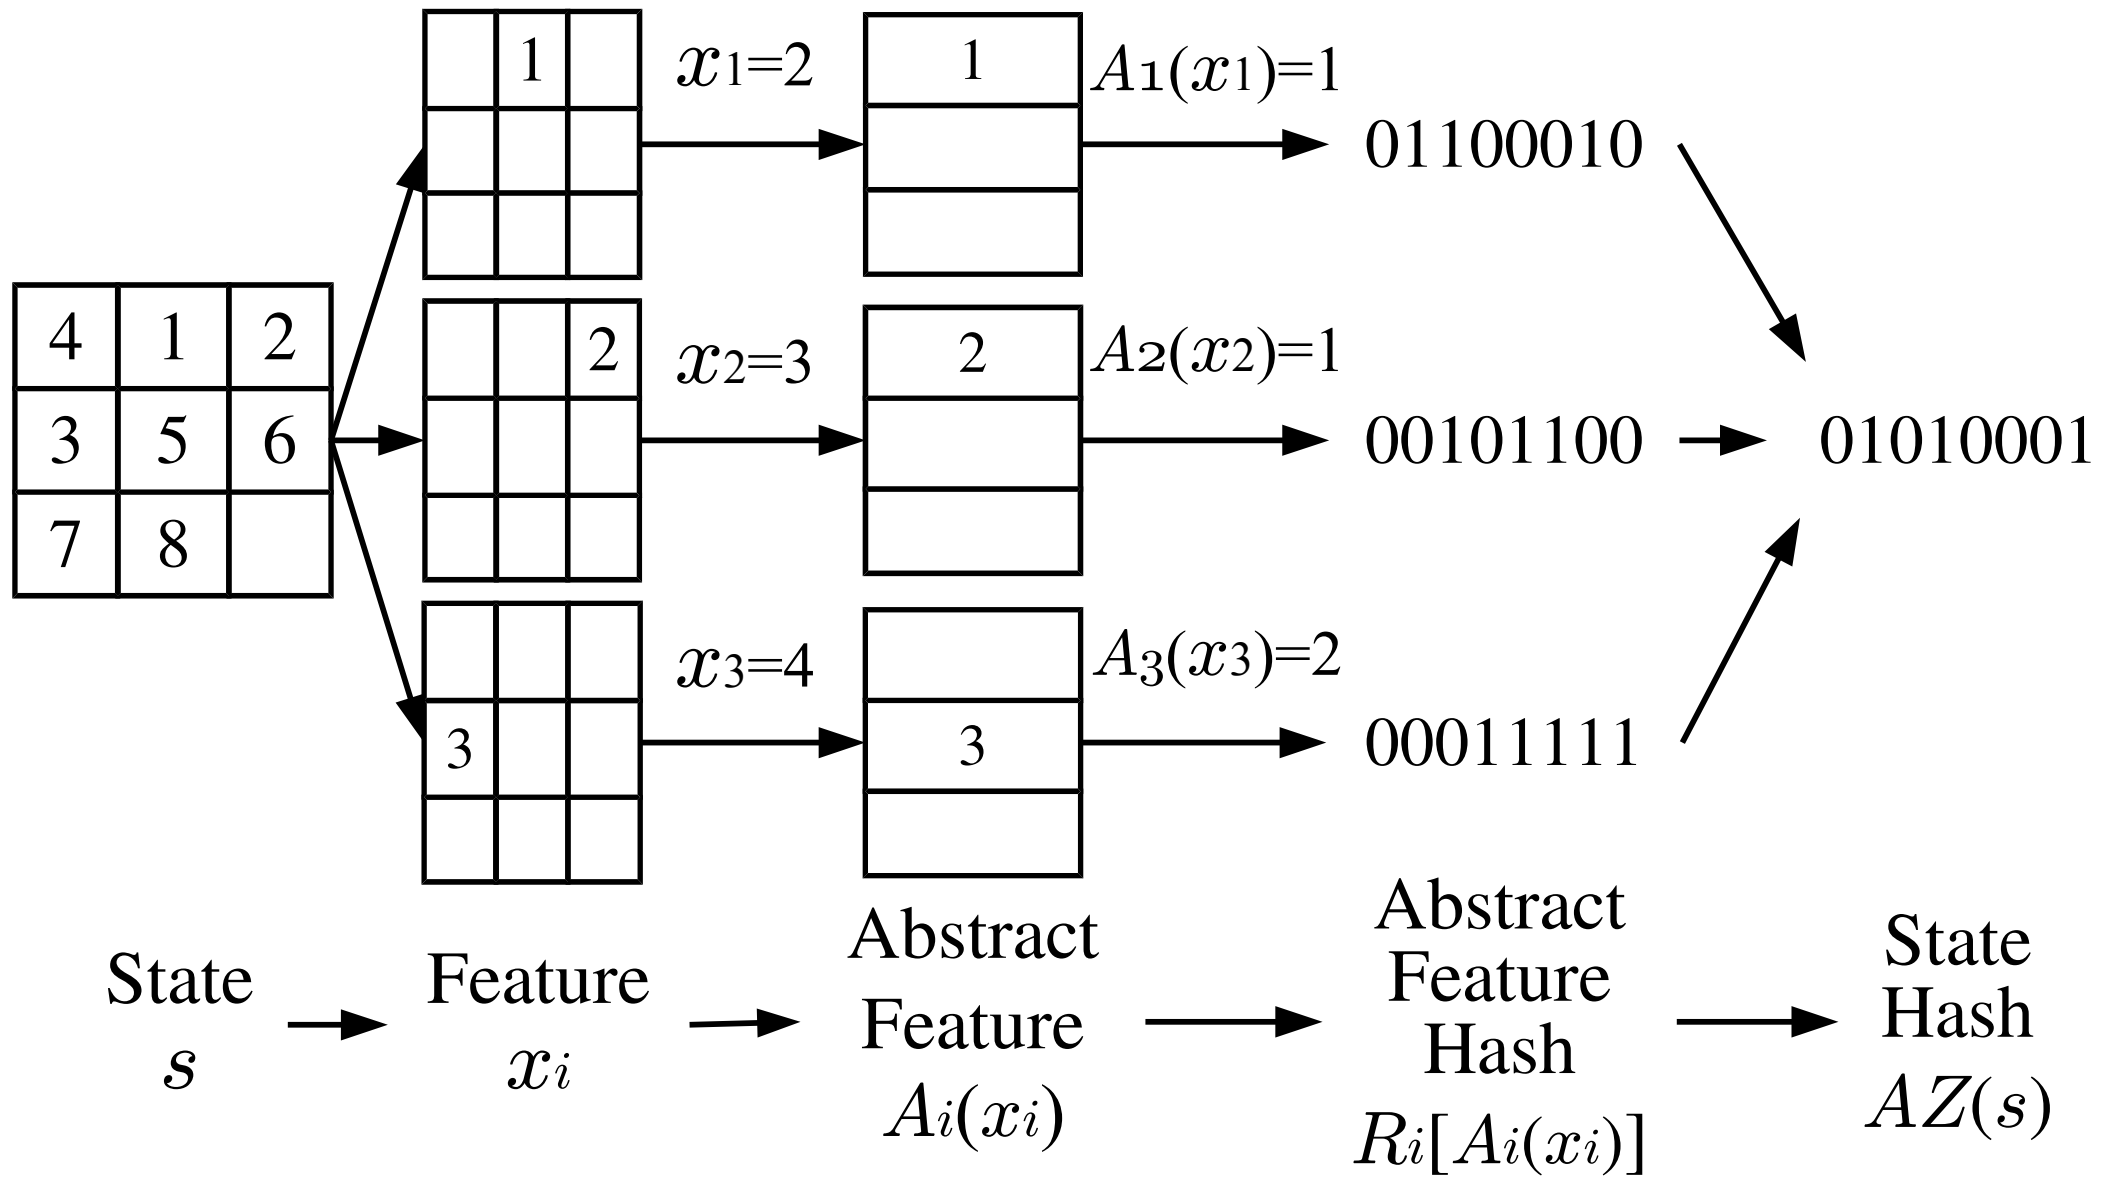 4 1 2
3 5 6
7 8
1
x1=2
1
A1(x1)=1
01100010
2
x2=3
2
A2(x2)=1
00101100
01010001
3
x3=4
3
A3(x3)=2
00011111
State
s
Feature
xi
Abstract
Feature
Ai(xi)
Abstract
Feature
Hash
Ri[Ai(xi)]
State
Hash
AZ(s)